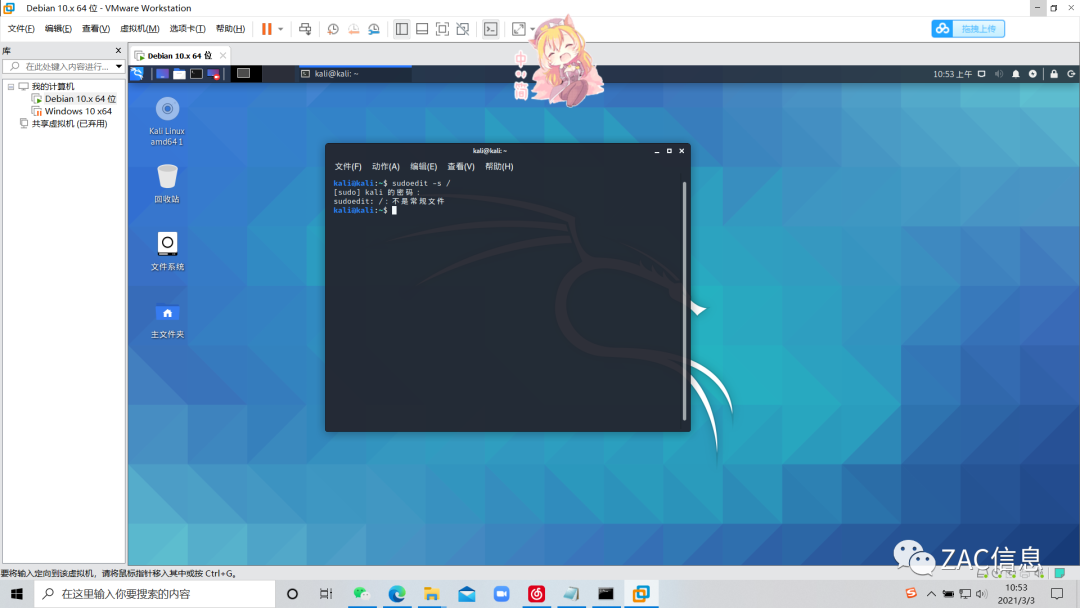 Debian 10.x 64 位 - VMware Workstation
文件(F) 编辑(E) 查看(V) 虚拟机(M) 选项卡(T) 帮助(H)
拖拽上传
库
在此处键入内容进行...
我的计算机
Debian 10.x 64 位
Windows 10 x64
共享虚拟机 (已弃用)
Debian 10.x 64 位
kali@kali: ~
10:53 上午
中
简
Kali Linux
amd64 1
回收站
文件系统
主文件夹
kali@kali: ~
文件(F) 动作(A) 编辑(E) 查看(V) 帮助(H)
kali@kali:~$ sudoedit -s /
[sudo] kali 的密码：
sudoedit: /：不是常规文件
kali@kali:~$
ZAC信息
要将输入定向到该虚拟机，请将鼠标指针移入其中或按 Ctrl+G。
在这里输入你要搜索的内容
10:53
2021/3/3